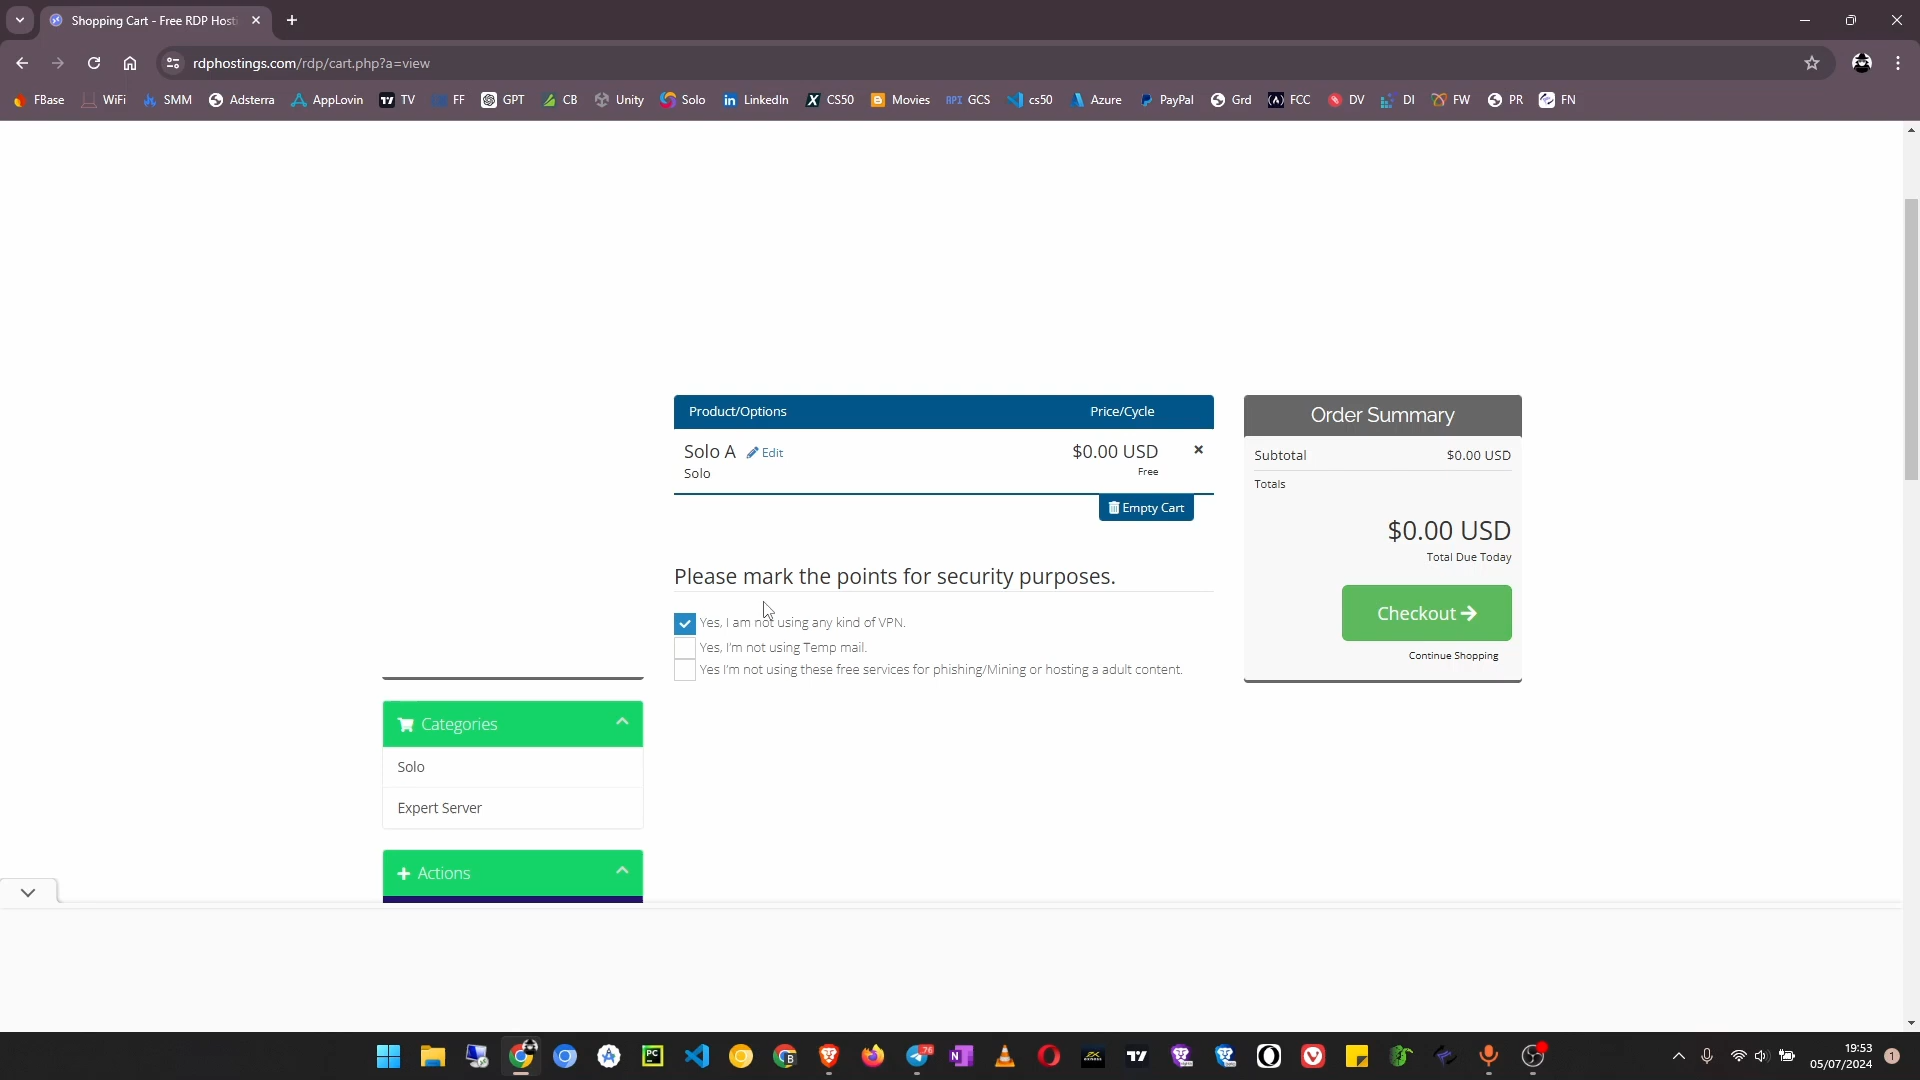 Shopping Cart - Free RDP Hosti
rdphostings.com/rdp/cart.php?a=view
FBase
WiFi
SMM
Adsterra
AppLovin
TV
FF
GPT
CB
Unity
Solo
LinkedIn
CS50
Movies
API GCS
cs50
Azure
PayPal
Grd
FCC
DV
DI
FW
PR
FN
Product/Options Price/Cycle
Solo A Edit $0.00 USD
Solo Free
Empty Cart
Order Summary
Subtotal $0.00 USD
Totals
$0.00 USD
Total Due Today
Checkout
Continue Shopping
Please mark the points for security purposes.
Yes, I am not using any kind of VPN.
Yes, I'm not using Temp mail.
Yes I'm not using these free services for phishing/Mining or hosting a adult content.
Categories
Solo
Expert Server
Actions
19:53
05/07/2024
1